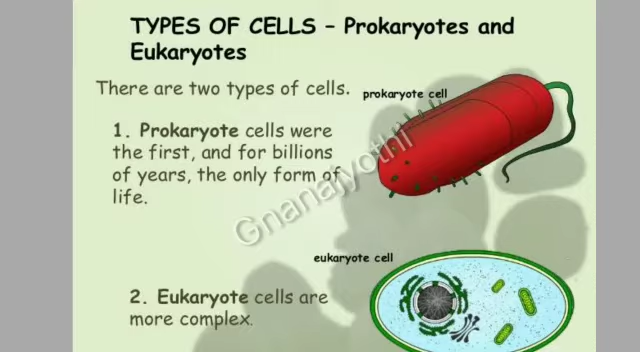 TYPES OF CELLS – Prokaryotes and
Eukaryotes
There are two types of cells.
prokaryote cell
1. Prokaryote cells were
the first, and for billions
of years, the only form of
life.
Gnanajyothi
eukaryote cell
2. Eukaryote cells are
more complex.